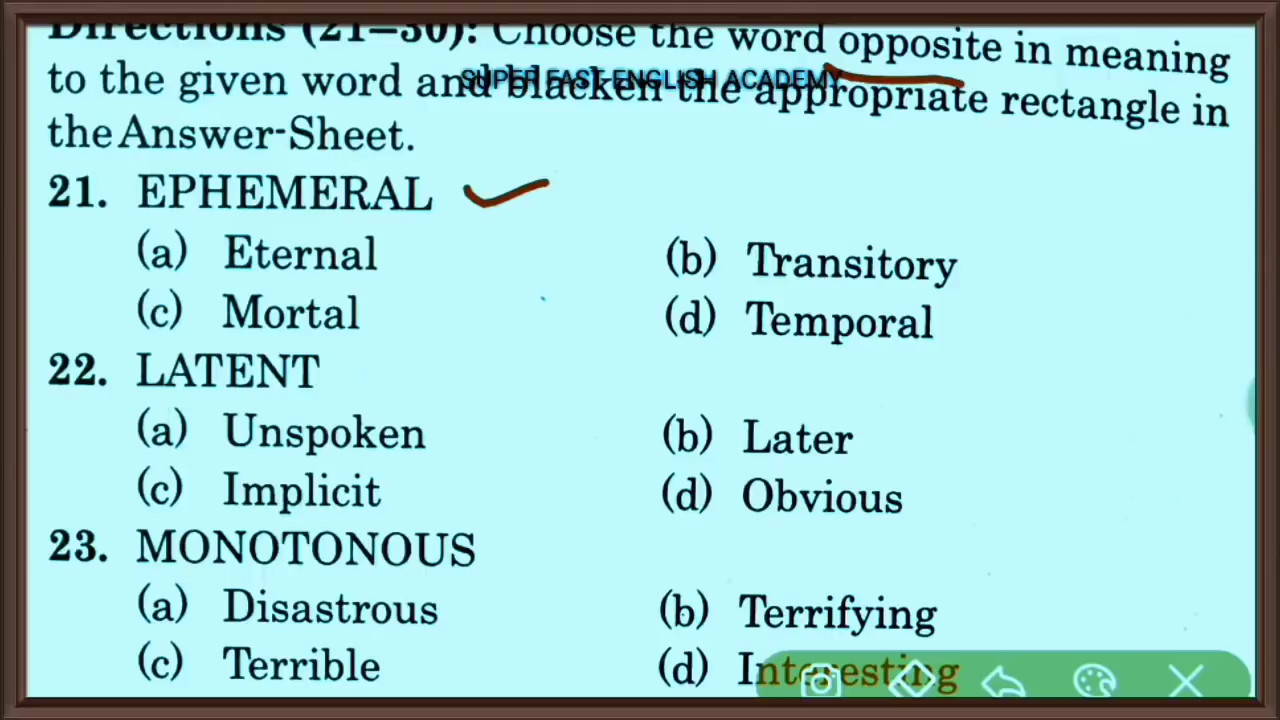 Directions (21–30): Choose the word opposite in meaning
to the given word and blacken the appropriate rectangle in
SUPER FAST ENGLISH ACADEMY
the Answer-Sheet.
21. EPHEMERAL
(a) Eternal (b) Transitory
(c) Mortal (d) Temporal
22. LATENT
(a) Unspoken (b) Later
(c) Implicit (d) Obvious
23. MONOTONOUS
(a) Disastrous (b) Terrifying
(c) Terrible (d) Interesting